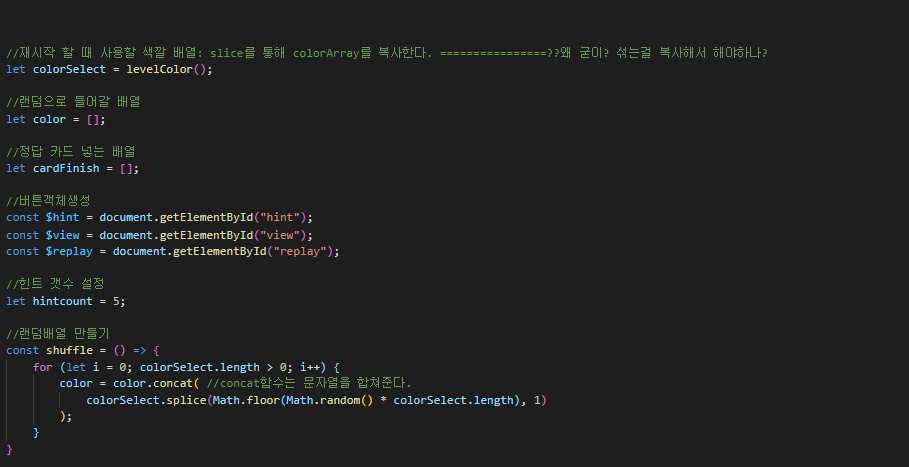 //재시작 할 때 사용할 색깔 배열: slice를 통해 colorArray를 복사한다. ================??왜 굳이? 섞는걸 복사해서 해야하나?
let colorSelect = levelColor();
//랜덤으로 들어갈 배열
let color = [];
//정답 카드 넣는 배열
let cardFinish = [];
//버튼객체생성
const $hint = document.getElementById("hint");
const $view = document.getElementById("view");
const $replay = document.getElementById("replay");
//힌트 갯수 설정
let hintcount = 5;
//랜덤배열 만들기
const shuffle = () => {
for (let i = 0; colorSelect.length > 0; i++) {
color = color.concat( //concat함수는 문자열을 합쳐준다.
colorSelect.splice(Math.floor(Math.random() * colorSelect.length), 1)
);
}
}